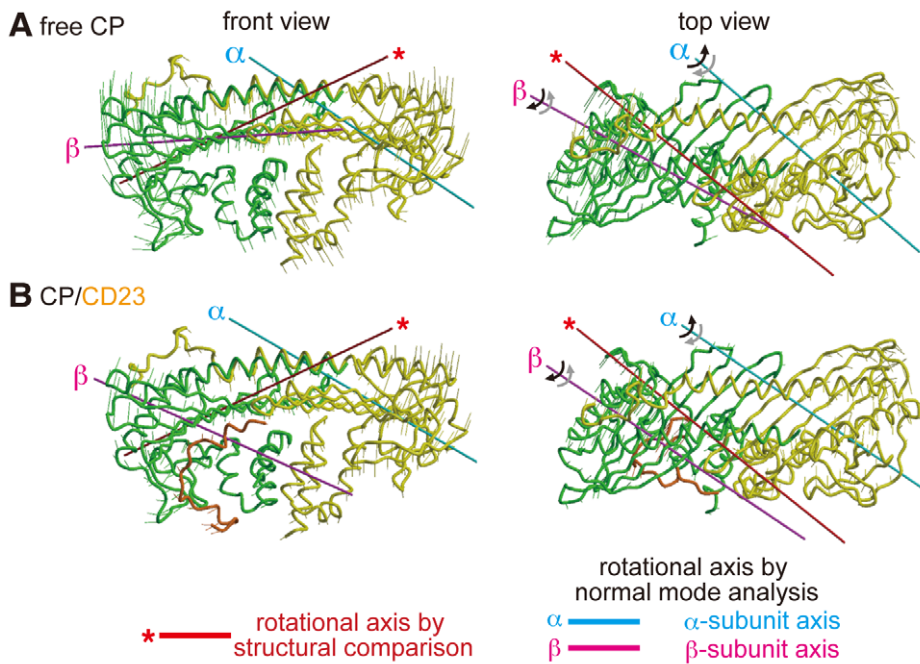 A free CP
front view
top view
α
*
β
*
α
β
B CP/CD23
α
*
β
*
α
β
rotational axis by
normal mode analysis
* rotational axis by
structural comparison
α α-subunit axis
β β-subunit axis